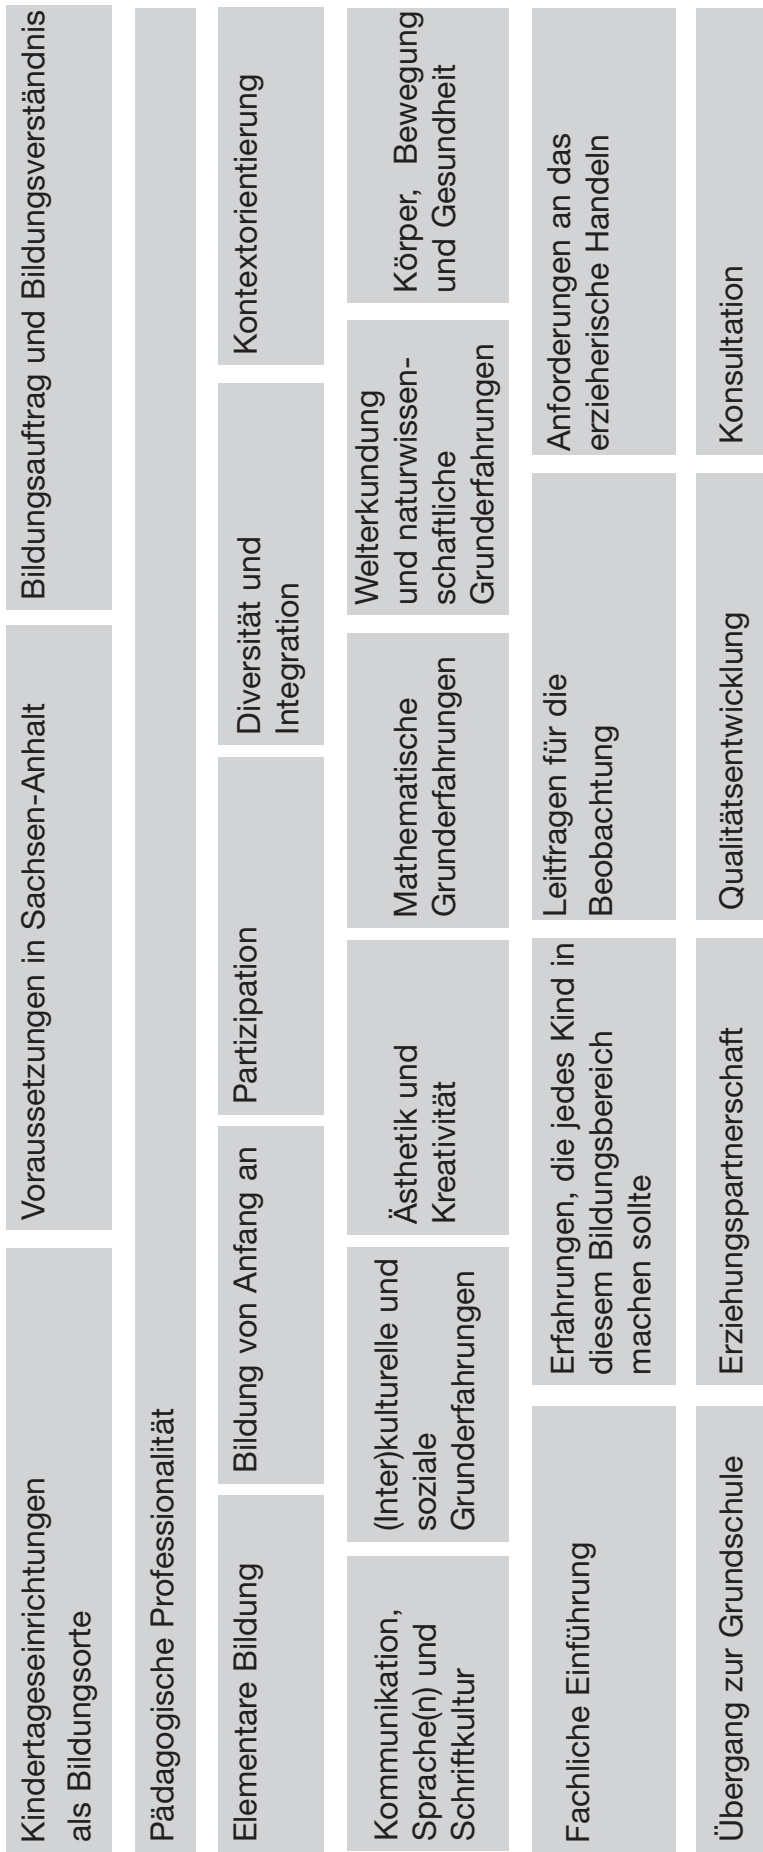 Kindertageseinrichtungen
als Bildungsorte
Voraussetzungen in Sachsen-Anhalt
Bildungsauftrag und Bildungsverständnis
Pädagogische Professionalität
Elementare Bildung
Bildung von Anfang an
Partizipation
Diversität und
Integration
Kontextorientierung
Kommunikation,
Sprache(n) und
Schriftkultur
(Inter)kulturelle und
soziale
Grunderfahrungen
Ästhetik und
Kreativität
Mathematische
Grunderfahrungen
Welterkundung
und naturwissen-
schaftliche
Grunderfahrungen
Körper, Bewegung
und Gesundheit
Fachliche Einführung
Erfahrungen, die jedes Kind in
diesem Bildungsbereich
machen sollte
Leitfragen für die
Beobachtung
Anforderungen an das
erzieherische Handeln
Übergang zur Grundschule
Erziehungspartnerschaft
Qualitätsentwicklung
Konsultation